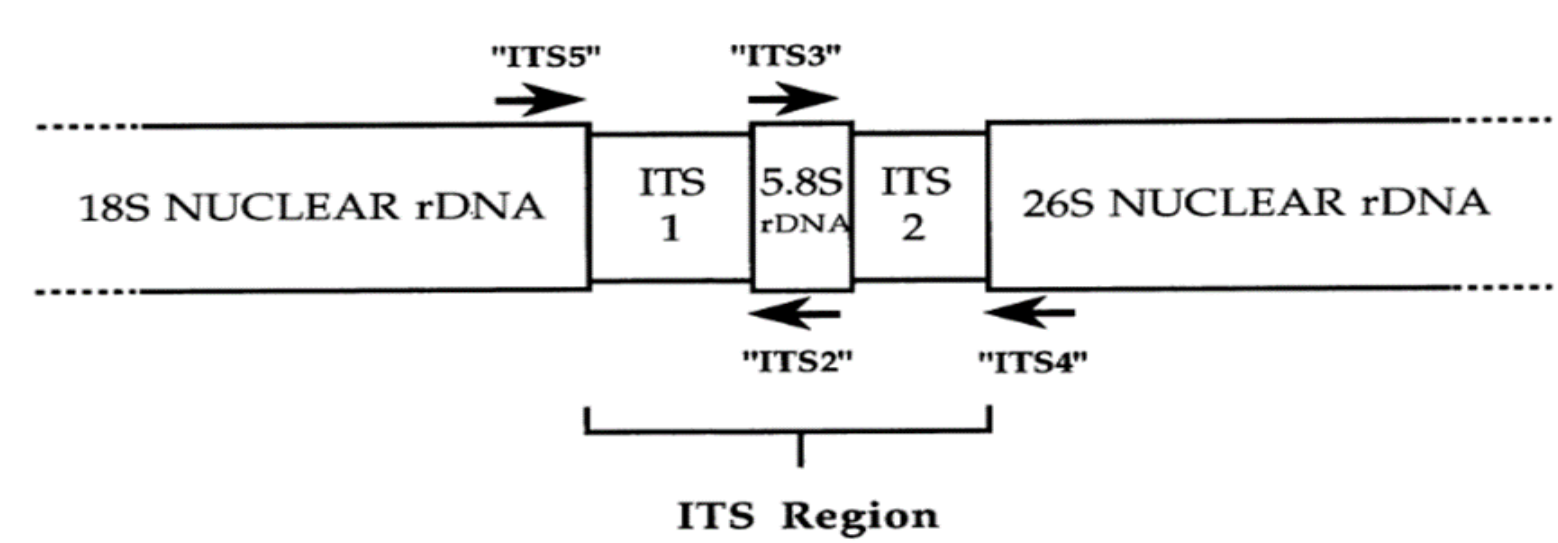 "ITS5" "ITS3"
18S NUCLEAR rDNA
ITS
1
5.8S
rDNA
ITS
2
26S NUCLEAR rDNA
"ITS2" "ITS4"
ITS Region